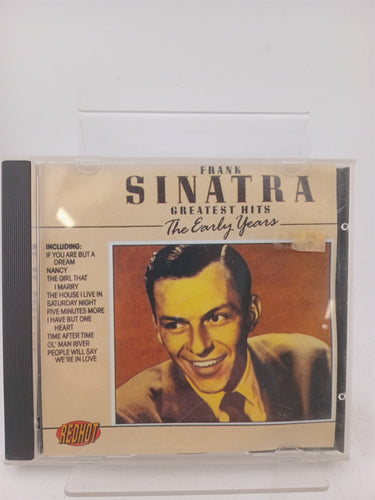 FRANK
SINATRA
GREATEST HITS
The Early Years
INCLUDING:
IF YOU ARE BUT A
DREAM
NANCY
THE GIRL THAT
I MARRY
THE HOUSE I LIVE IN
SATURDAY NIGHT
FIVE MINUTES MORE
I HAVE BUT ONE
HEART
TIME AFTER TIME
OL' MAN RIVER
PEOPLE WILL SAY
WE'RE IN LOVE
REDHOT